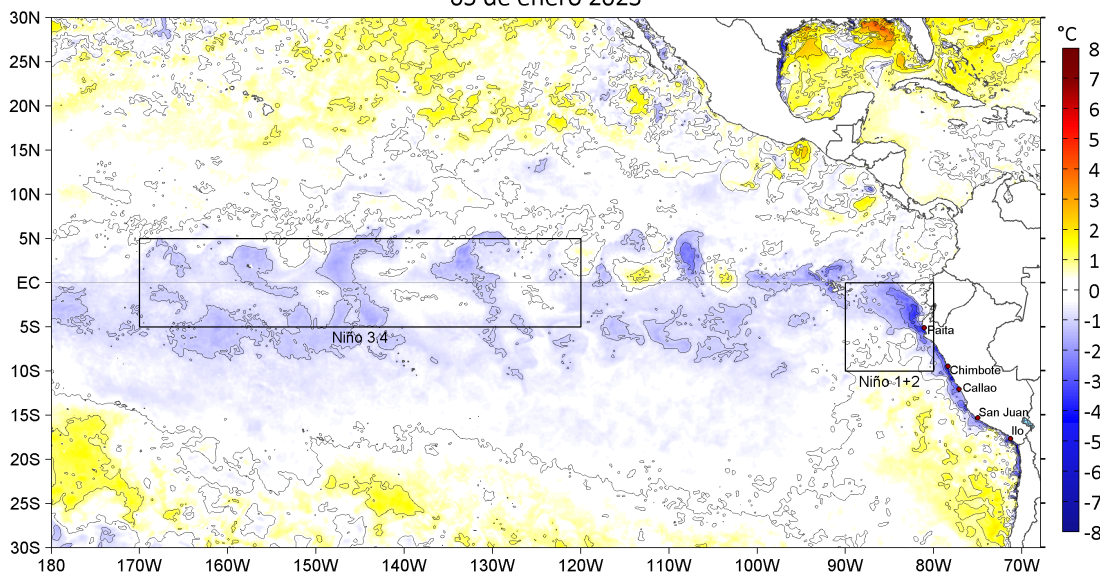 05 de enero 2023
30N
25N
20N
15N
10N
5N
EC
5S
10S
15S
20S
25S
30S
180 170W 160W 150W 140W 130W 120W 110W 100W 90W 80W 70W
Niño 3.4
Niño 1+2
Paita
Chimbote
Callao
San Juan
Ilo
°C
8
7
6
5
4
3
2
1
0
-1
-2
-3
-4
-5
-6
-7
-8